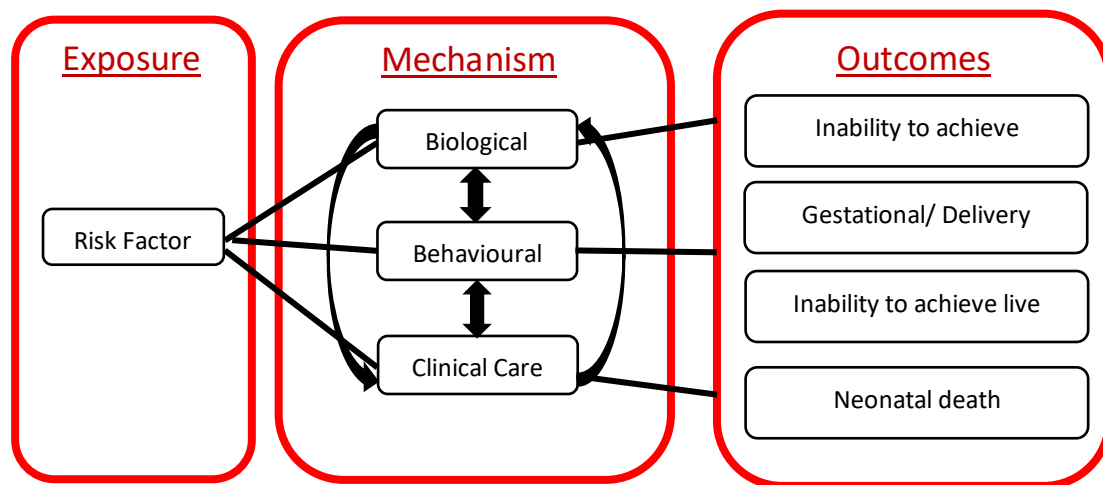 Exposure
Risk Factor
Mechanism
Biological
Behavioural
Clinical Care
Outcomes
Inability to achieve
Gestational/ Delivery
Inability to achieve live
Neonatal death